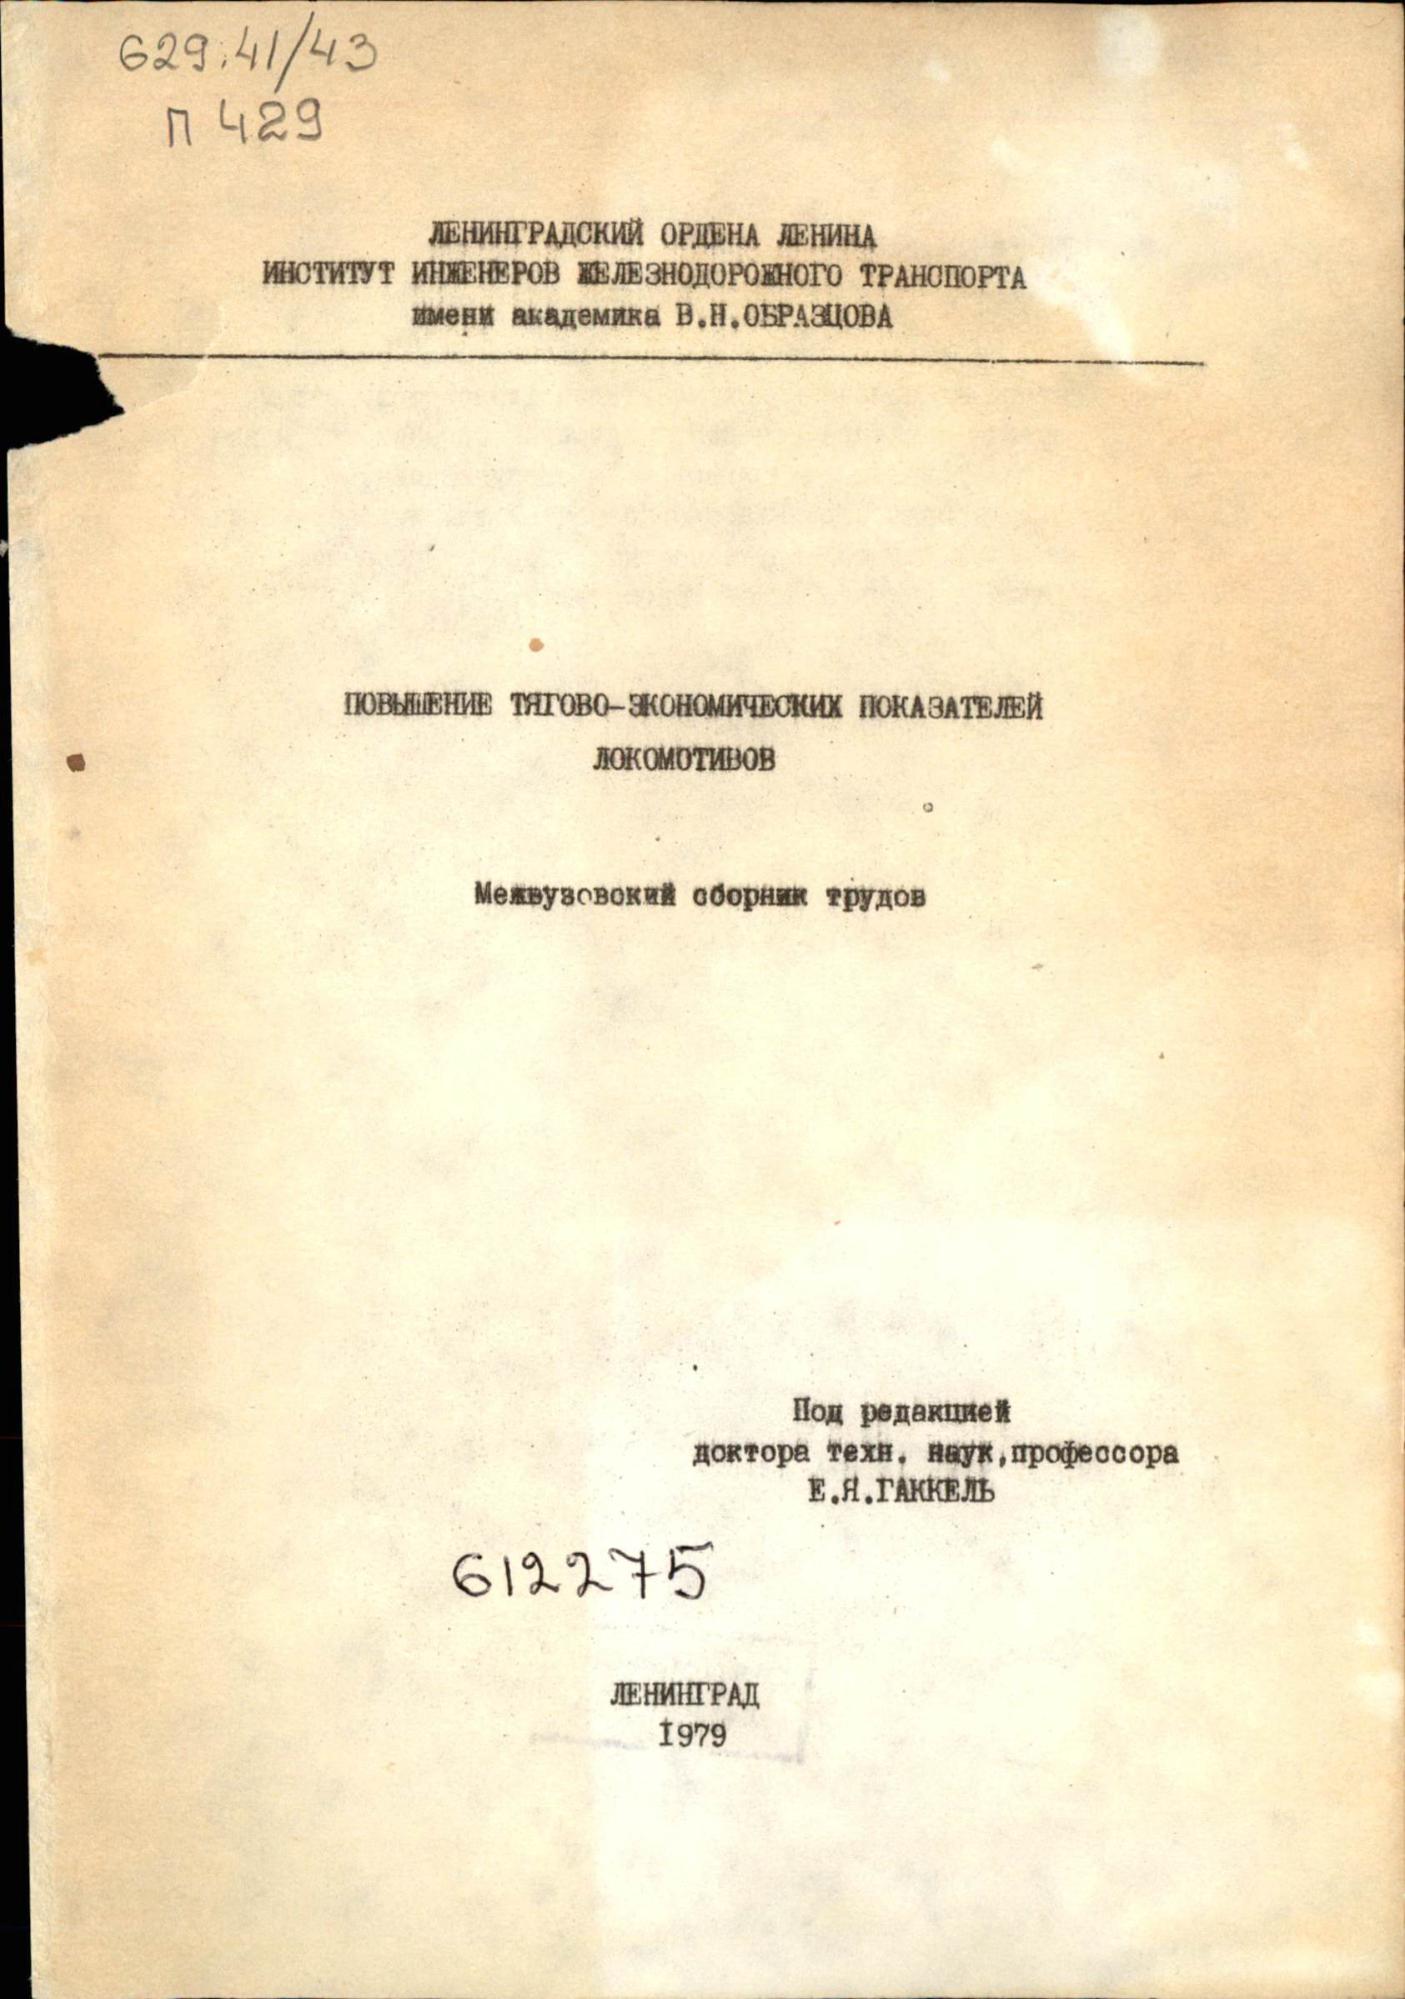 629.41/43
П 429
ЛЕНИНГРАДСКИЙ ОРДЕНА ЛЕНИНА
ИНСТИТУТ ИНЖЕНЕРОВ ЖЕЛЕЗНОДОРОЖНОГО ТРАНСПОРТА
имени академика В.Н.ОБРАЗЦОВА
ПОВЫШЕНИЕ ТЯГОВО-ЭКОНОМИЧЕСКИХ ПОКАЗАТЕЛЕЙ
ЛОКОМОТИВОВ
Межвузовский сборник трудов
Под редакцией
доктора техн. наук,профессора
Е.Я.ГАККЕЛЬ
612275
ЛЕНИНГРАД
1979